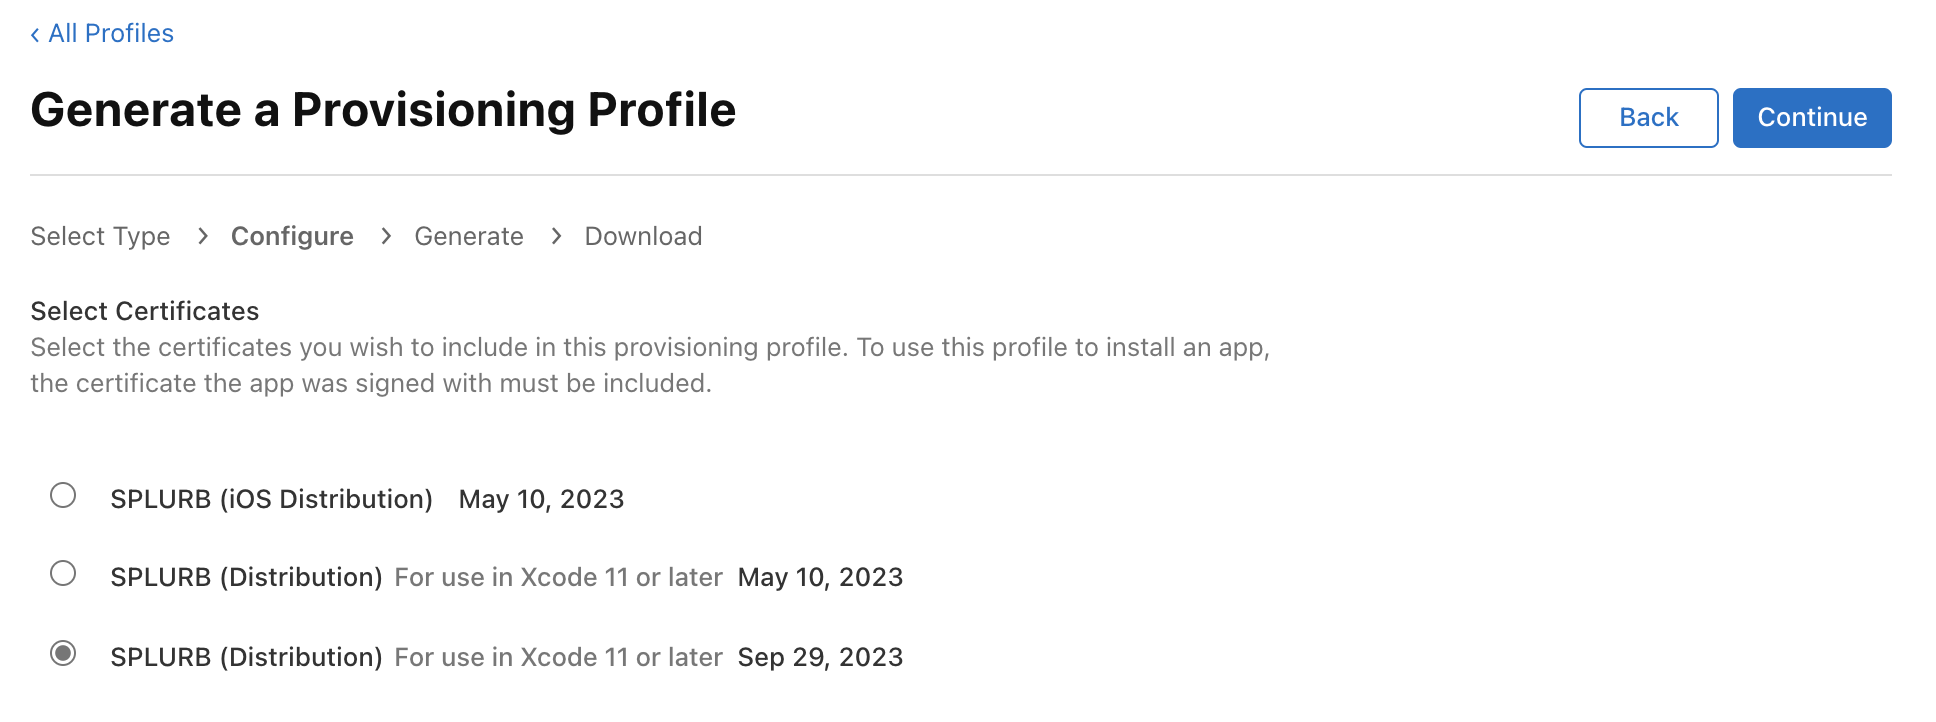 ‹ All Profiles
Generate a Provisioning Profile
Back
Continue
Select Type > Configure > Generate > Download
Select Certificates
Select the certificates you wish to include in this provisioning profile. To use this profile to install an app,
the certificate the app was signed with must be included.
SPLURB (iOS Distribution) May 10, 2023
SPLURB (Distribution) For use in Xcode 11 or later May 10, 2023
SPLURB (Distribution) For use in Xcode 11 or later Sep 29, 2023